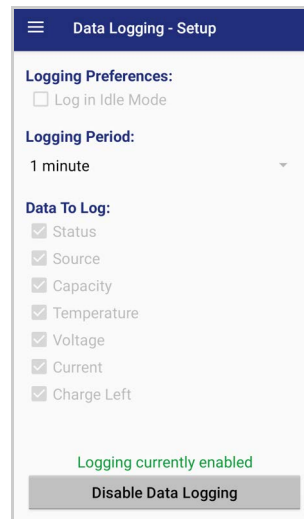 Data Logging - Setup
Logging Preferences:
Log in Idle Mode
Logging Period:
1 minute
Data To Log:
Status
Source
Capacity
Temperature
Voltage
Current
Charge Left
Logging currently enabled
Disable Data Logging